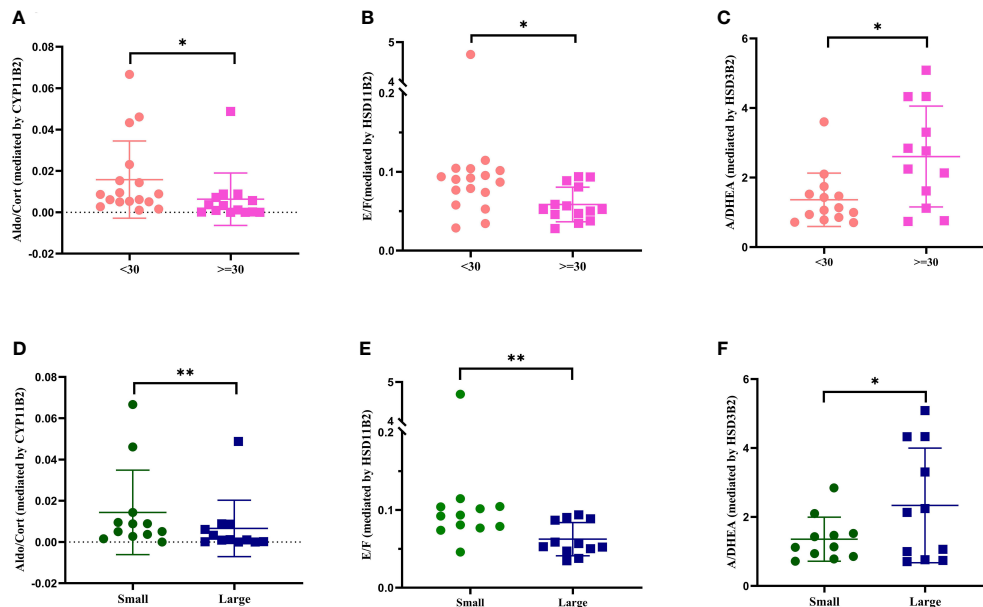 A
Aldo/Cort (mediated by CYP11B2)
0.08
0.06
0.04
0.02
0.00
-0.02
*
<30
>=30
B
E/F(mediated by HSD11B2)
5
4
0.2
0.1
0.0
*
<30
>=30
C
A/DHEA (mediated by HSD3B2)
6
4
2
0
*
<30
>=30
D
Aldo/Cort (mediated by CYP11B2)
0.08
0.06
0.04
0.02
0.00
-0.02
**
Small
Large
E
E/F (mediated by HSD11B2)
5
4
0.2
0.1
0.0
**
Small
Large
F
A/DHEA (mediated by HSD3B2)
6
4
2
0
*
Small
Large